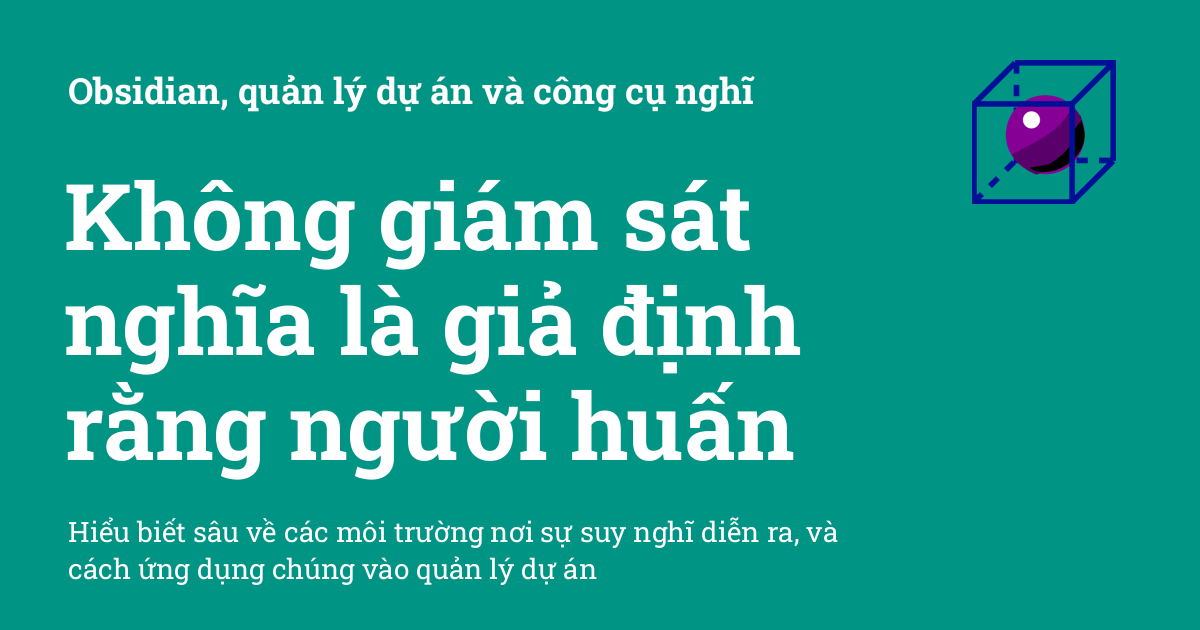 Obsidian, quản lý dự án và công cụ nghĩ
Không giám sát
nghĩa là giả định
rằng người huấn
Hiểu biết sâu về các môi trường nơi sự suy nghĩ diễn ra, và
cách ứng dụng chúng vào quản lý dự án